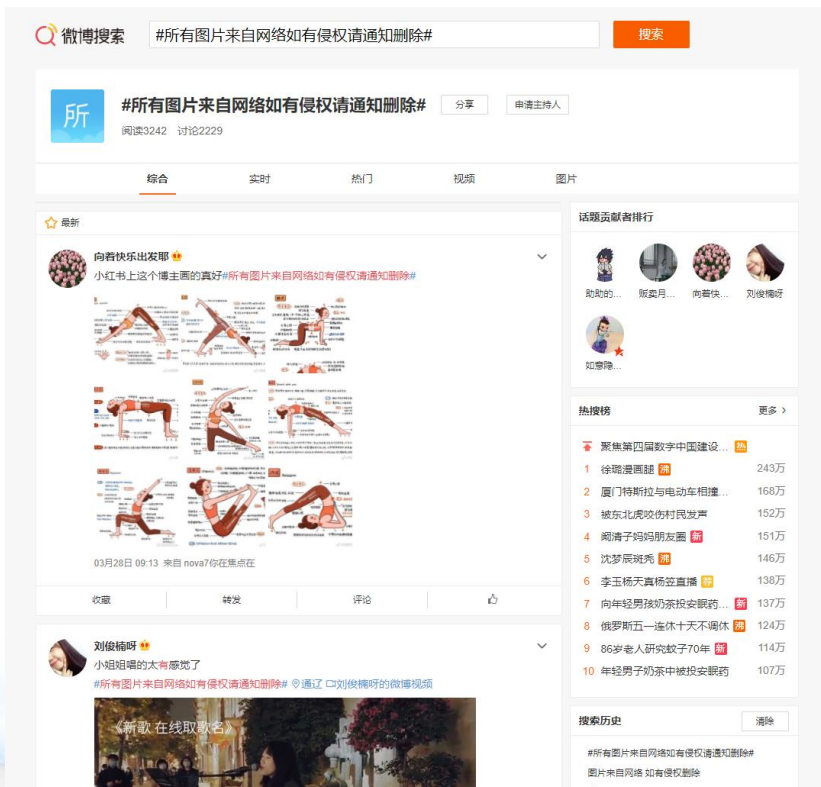 微博搜索
#所有图片来自网络如有侵权请通知删除#
搜索
所
#所有图片来自网络如有侵权请通知删除#
分享
申请主持人
阅读3242 讨论2229
综合
实时
热门
视频
图片
最新
向着快乐出发耶
小红书上这个博主画的真好#所有图片来自网络如有侵权请通知删除#
03月28日 09:13 来自 nova7你在焦点在
收藏
转发
评论
刘俊楠呀
小姐姐唱的太有感觉了
#所有图片来自网络如有侵权请通知删除# 通辽 刘俊楠呀的微博视频
《新歌 在线取歌名》
话题贡献者排行
助助的...
贩卖月...
向着快...
刘俊楠呀
如意隐...
热搜榜
更多
聚焦第四届数字中国建设... 热
1 徐璐漫画腿 沸 243万
2 厦门特斯拉与电动车相撞... 168万
3 被东北虎咬伤村民发声 152万
4 阚清子妈妈朋友圈 新 151万
5 沈梦辰斑秃 沸 146万
6 李玉杨天真杨笠直播 荐 138万
7 向年轻男孩奶茶投安眠药... 新 137万
8 俄罗斯五一连休十天不调休 沸 124万
9 86岁老人研究蚊子70年 新 114万
10 年轻男子奶茶中被投安眠药 107万
搜索历史
清除
#所有图片来自网络如有侵权请通知删除#
图片来自网络 如有侵权删除